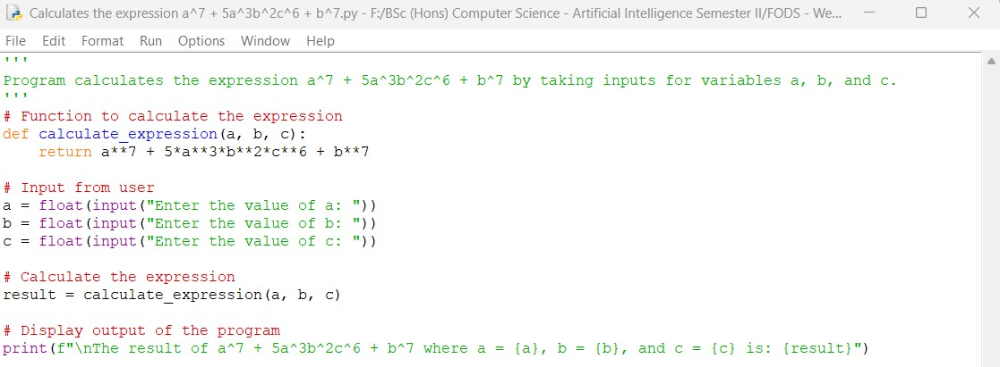 Calculates the expression a^7 + 5a^3b^2c^6 + b^7.py - F:/BSc (Hons) Computer Science - Artificial Intelligence Semester II/FODS - We...
File Edit Format Run Options Window Help
'''
Program calculates the expression a^7 + 5a^3b^2c^6 + b^7 by taking inputs for variables a, b, and c.
'''
# Function to calculate the expression
def calculate_expression(a, b, c):
    return a**7 + 5*a**3*b**2*c**6 + b**7

# Input from user
a = float(input("Enter the value of a: "))
b = float(input("Enter the value of b: "))
c = float(input("Enter the value of c: "))

# Calculate the expression
result = calculate_expression(a, b, c)

# Display output of the program
print(f"\nThe result of a^7 + 5a^3b^2c^6 + b^7 where a = {a}, b = {b}, and c = {c} is: {result}")